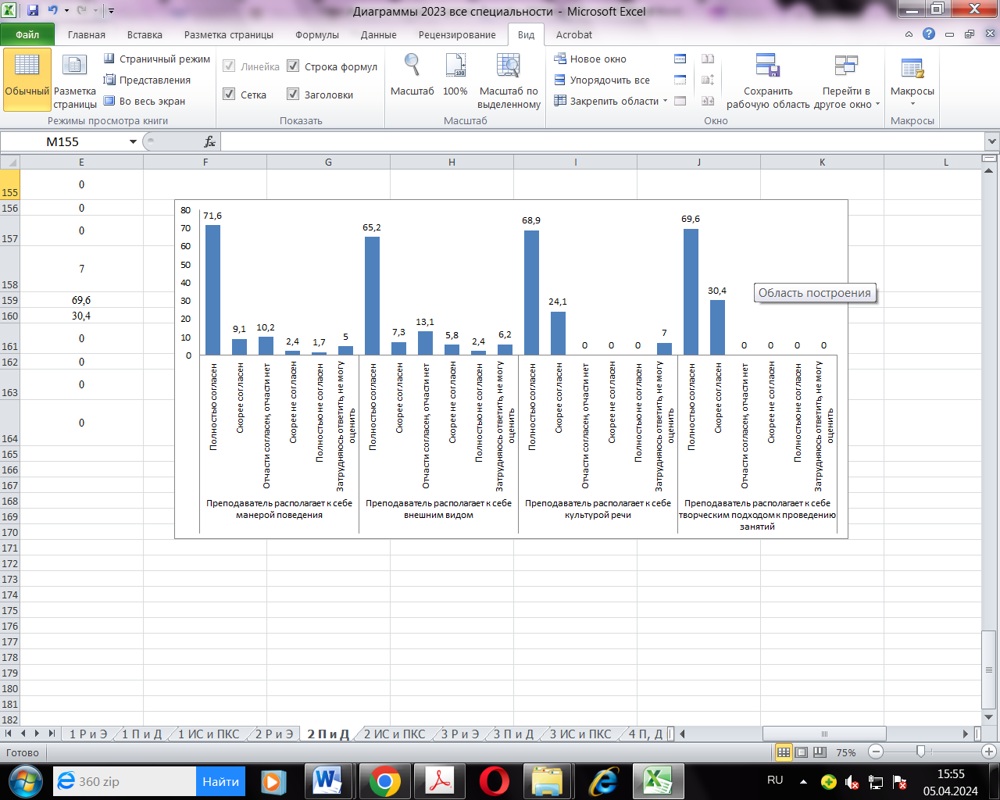 Диаграммы 2023 все специальности - Microsoft Excel
Файл Главная Вставка Разметка страницы Формулы Данные Рецензирование Вид Acrobat
Обычный
Разметка страницы
Страничный режим
Представления
Во весь экран
Режимы просмотра книги
Линейка
Строка формул
Сетка
Заголовки
Показать
Масштаб
100%
Масштаб по выделенному
Масштаб
Новое окно
Упорядочить все
Закрепить области
Сохранить рабочую область
Перейти в другое окно
Окно
Макросы
Макросы
M155
fx
E F G H I J K L
155 0
156 0
157 0
158 7
159 69,6
160 30,4
161 0
162 0
163 0
164 0
165
166
167
168
169
170
171
172
173
174
175
176
177
178
179
180
181
182
80
70
60
50
40
30
20
10
0
71,6 9,1 10,2 2,4 1,7 5
65,2 7,3 13,1 5,8 2,4 6,2
68,9 24,1 0 0 0 7
69,6 30,4 0 0 0 0
Область построения
Полностью согласен
Скорее согласен
Отчасти согласен, отчасти нет
Скорее не согласен
Полностью не согласен
Затрудняюсь ответить, не могу
оценить
Полностью согласен
Скорее согласен
Отчасти согласен, отчасти нет
Скорее не согласен
Полностью не согласен
Затрудняюсь ответить, не могу
оценить
Полностью согласен
Скорее согласен
Отчасти согласен, отчасти нет
Скорее не согласен
Полностью не согласен
Затрудняюсь ответить, не могу
оценить
Полностью согласен
Скорее согласен
Отчасти согласен, отчасти нет
Скорее не согласен
Полностью не согласен
Затрудняюсь ответить, не могу
оценить
Преподаватель располагает к себе
манерой поведения
Преподаватель располагает к себе
внешним видом
Преподаватель располагает к себе
культурой речи
Преподаватель располагает к себе
творческим подходом к проведению
занятий
1 Р и Э 1 П и Д 1 ИС и ПКС 2 Р и Э 2 П и Д 2 ИС и ПКС 3 Р и Э 3 П и Д 3 ИС и ПКС 4 П, Д
Готово
75%
360 zip
Найти
RU
15:55
05.04.2024